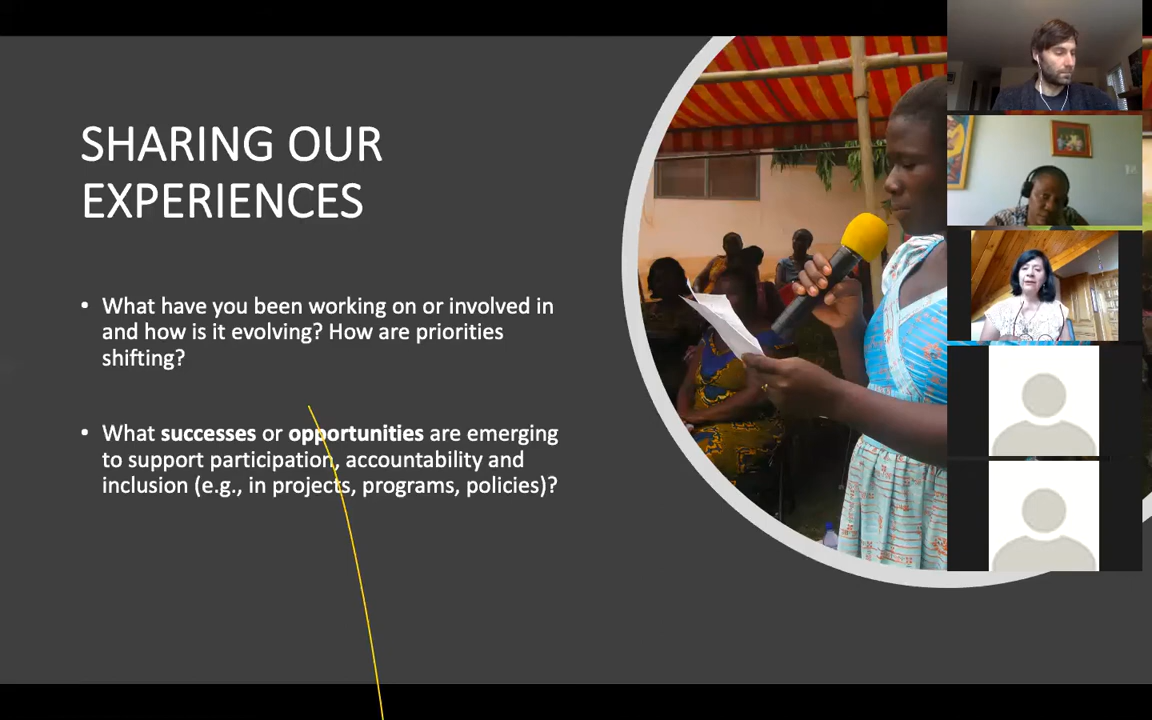 SHARING OUR
EXPERIENCES
• What have you been working on or involved in
and how is it evolving? How are priorities
shifting?
• What successes or opportunities are emerging
to support participation, accountability and
inclusion (e.g., in projects, programs, policies)?